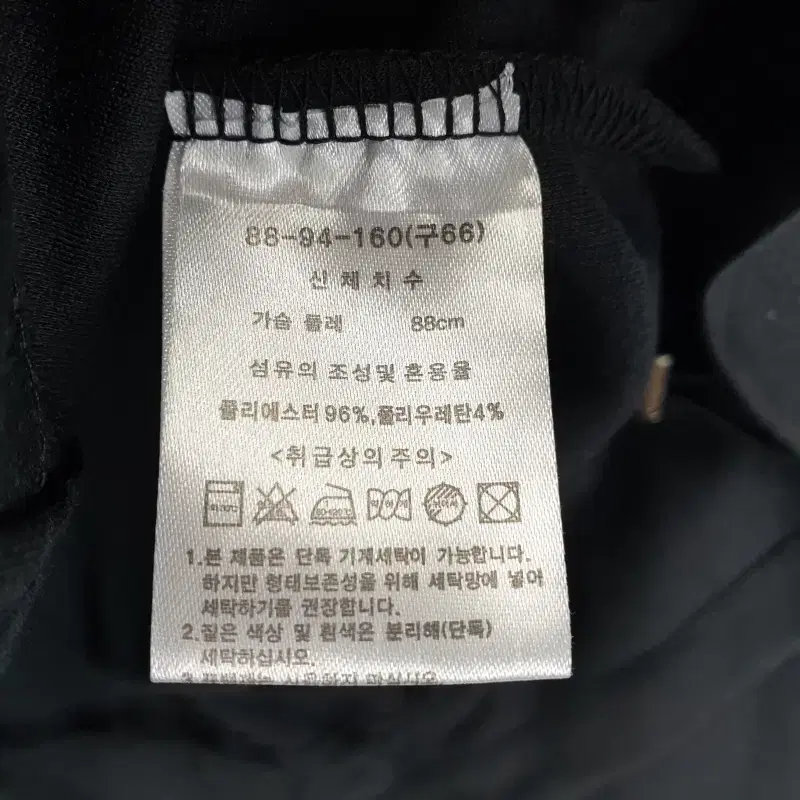 88-94-160(구66)
신 체 치 수
가슴 둘레 88cm
섬유의 조성및 혼용율
폴리에스터 96%,폴리우레탄4%
<취급상의 주의>
약하게
1.본 제품은 단독 기계세탁이 가능합니다.
하지만 형태보존성을 위해 세탁망에 넣어
세탁하기를 권장합니다.
2.짙은 색상 및 흰색은 분리해(단독)
세탁하십시오.